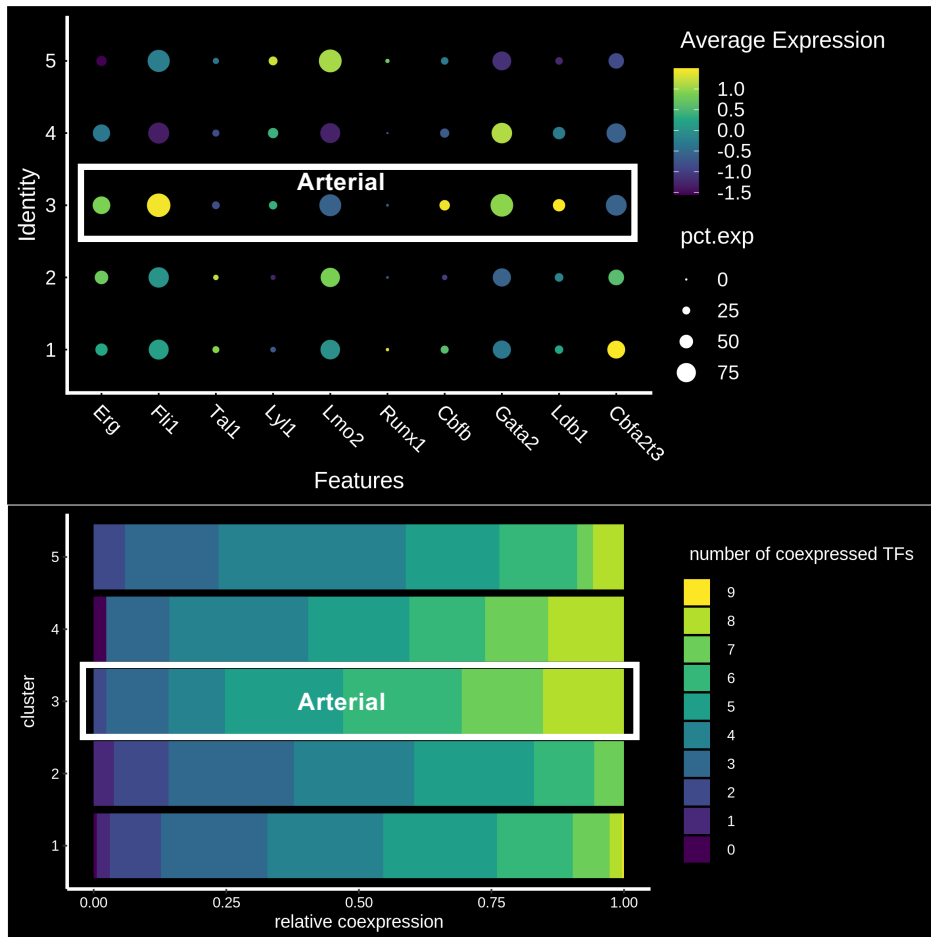 Average Expression
1.0
0.5
0.0
-0.5
-1.0
-1.5
pct.exp
0
25
50
75
Identity
5
4
3
2
1
Arterial
Erg
Fli1
Tal1
Lyl1
Lmo2
Runx1
Cbfb
Gata2
Ldb1
Cbfa2t3
Features
number of coexpressed TFs
9
8
7
6
5
4
3
2
1
0
cluster
5
4
3
2
1
Arterial
0.00
0.25
0.50
0.75
1.00
relative coexpression